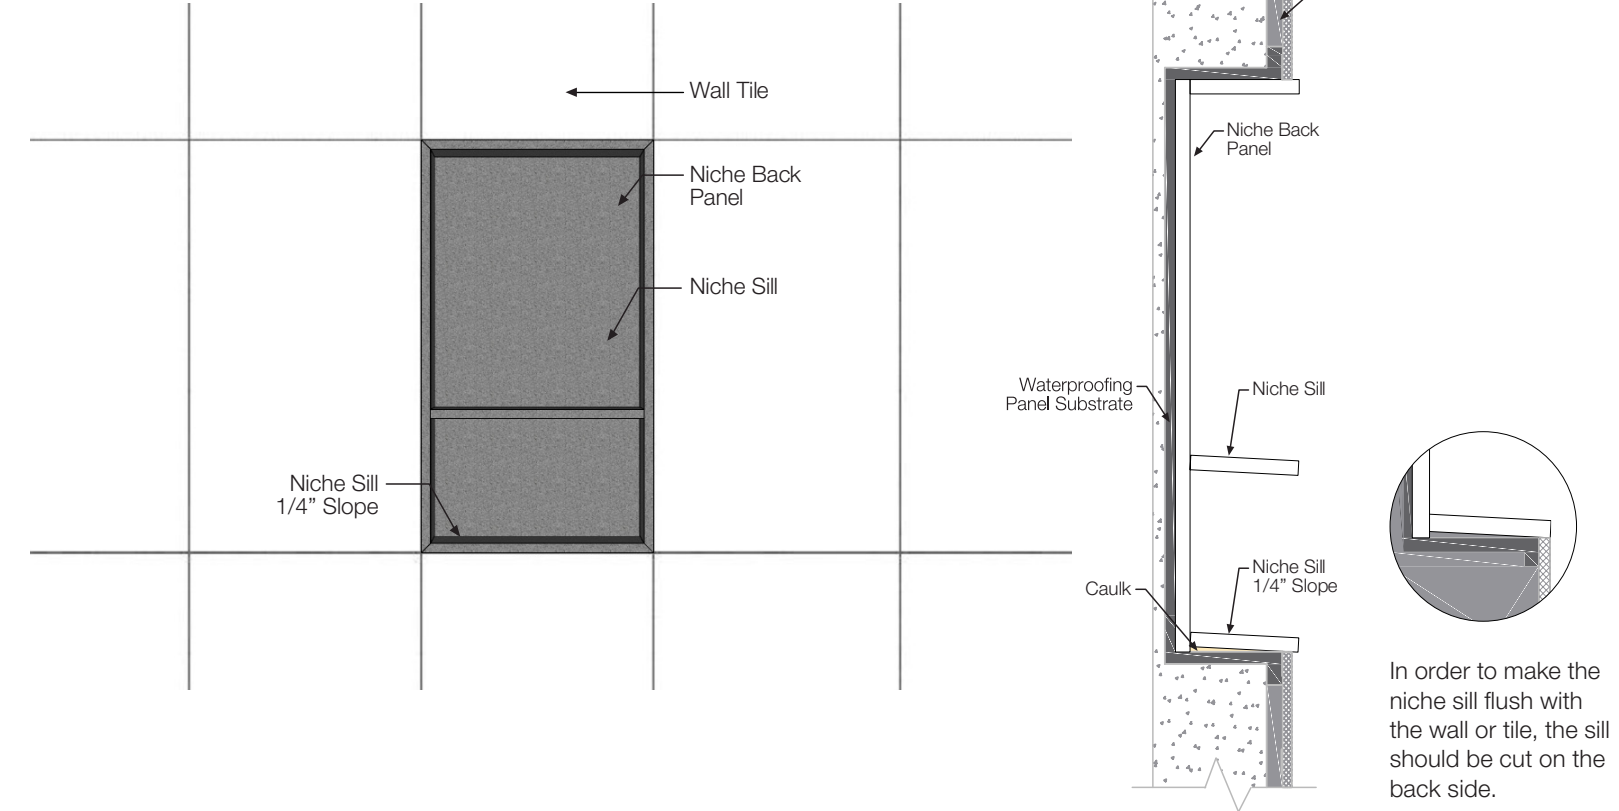 Wall Tile
Niche Back
Panel
Niche Sill
Niche Sill
1/4” Slope
Niche Back
Panel
Waterproofing
Panel Substrate
Niche Sill
Caulk
Niche Sill
1/4” Slope
In order to make the
niche sill flush with
the wall or tile, the sill
should be cut on the
back side.